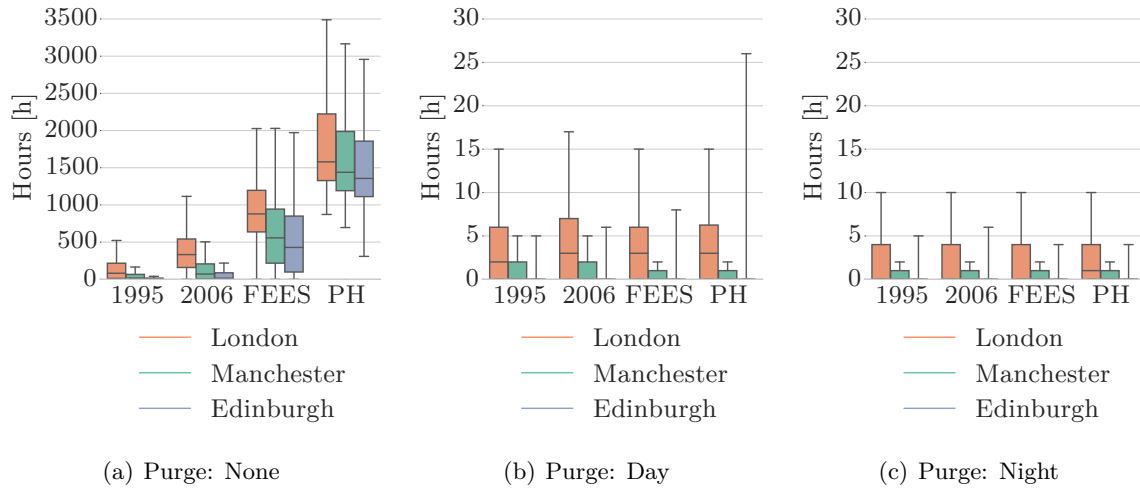 3500
3000
2500
2000
1500
1000
500
0
Hours [h]
1995 2006 FEES PH
London
Manchester
Edinburgh
(a) Purge: None
30
25
20
15
10
5
0
Hours [h]
1995 2006 FEES PH
London
Manchester
Edinburgh
(b) Purge: Day
30
25
20
15
10
5
0
Hours [h]
1995 2006 FEES PH
London
Manchester
Edinburgh
(c) Purge: Night